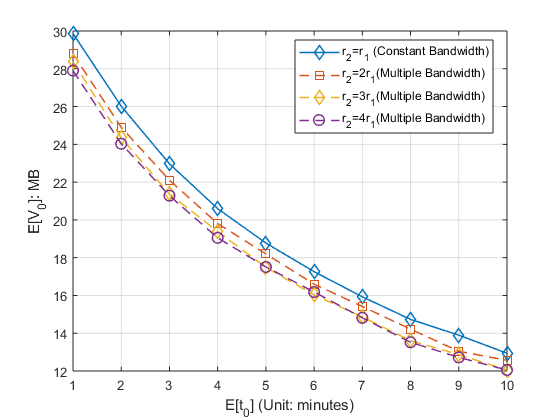 30
28
26
24
22
20
18
16
14
12
E[V0]: MB
r2=r1 (Constant Bandwidth)
r2=2r1(Multiple Bandwidth)
r2=3r1(Multiple Bandwidth)
r2=4r1(Multiple Bandwidth)
1 2 3 4 5 6 7 8 9 10
E[t0] (Unit: minutes)